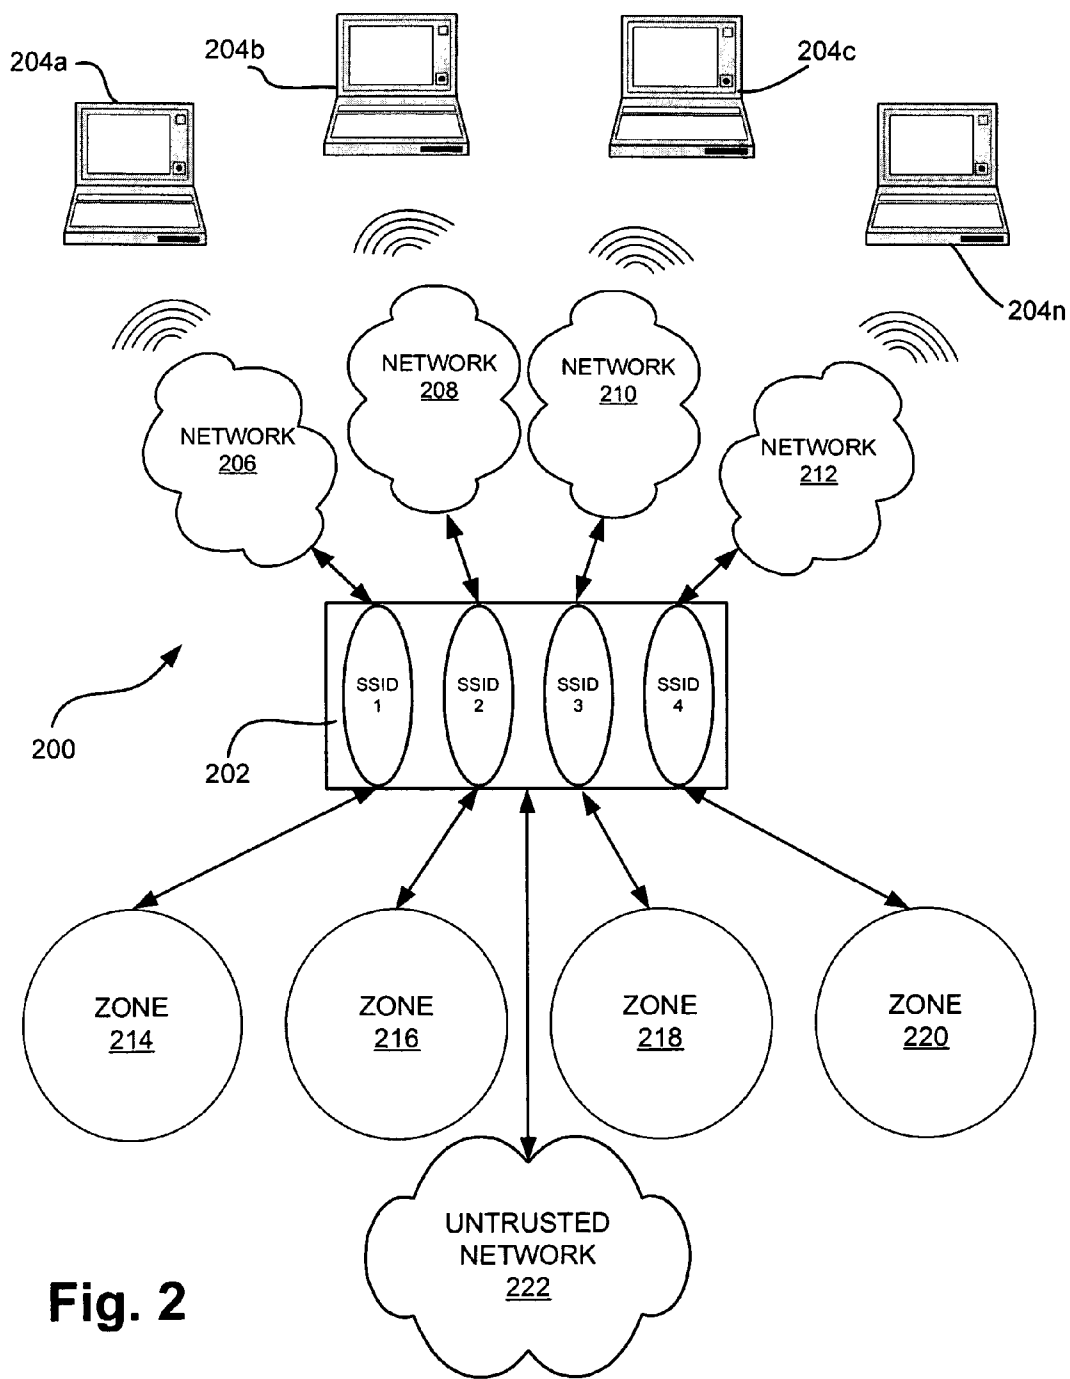 204a
204b
204c
204n
NETWORK
206
NETWORK
208
NETWORK
210
NETWORK
212
SSID
1
SSID
2
SSID
3
SSID
4
200
202
ZONE
214
ZONE
216
ZONE
218
ZONE
220
UNTRUSTED
NETWORK
222
Fig. 2